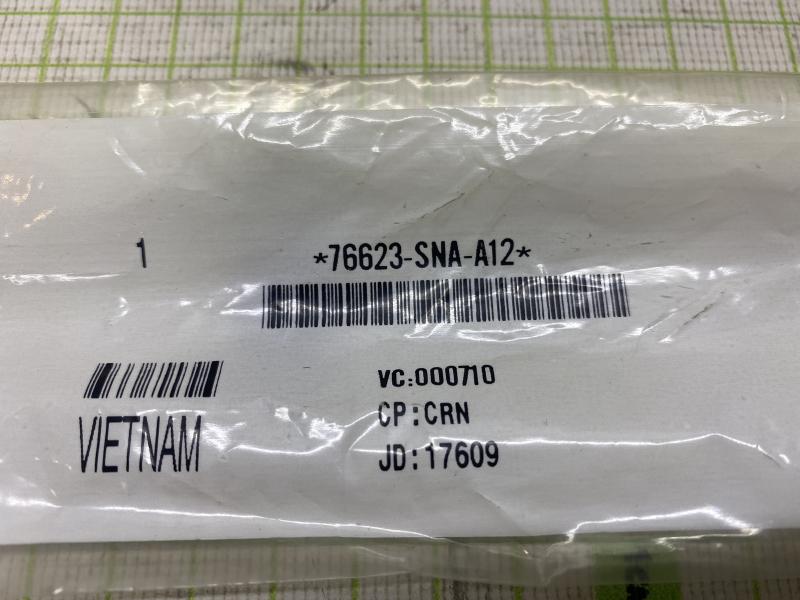 1
*76623-SNA-A12*
VC:000710
CP:CRN
VIETNAM
JD:17609